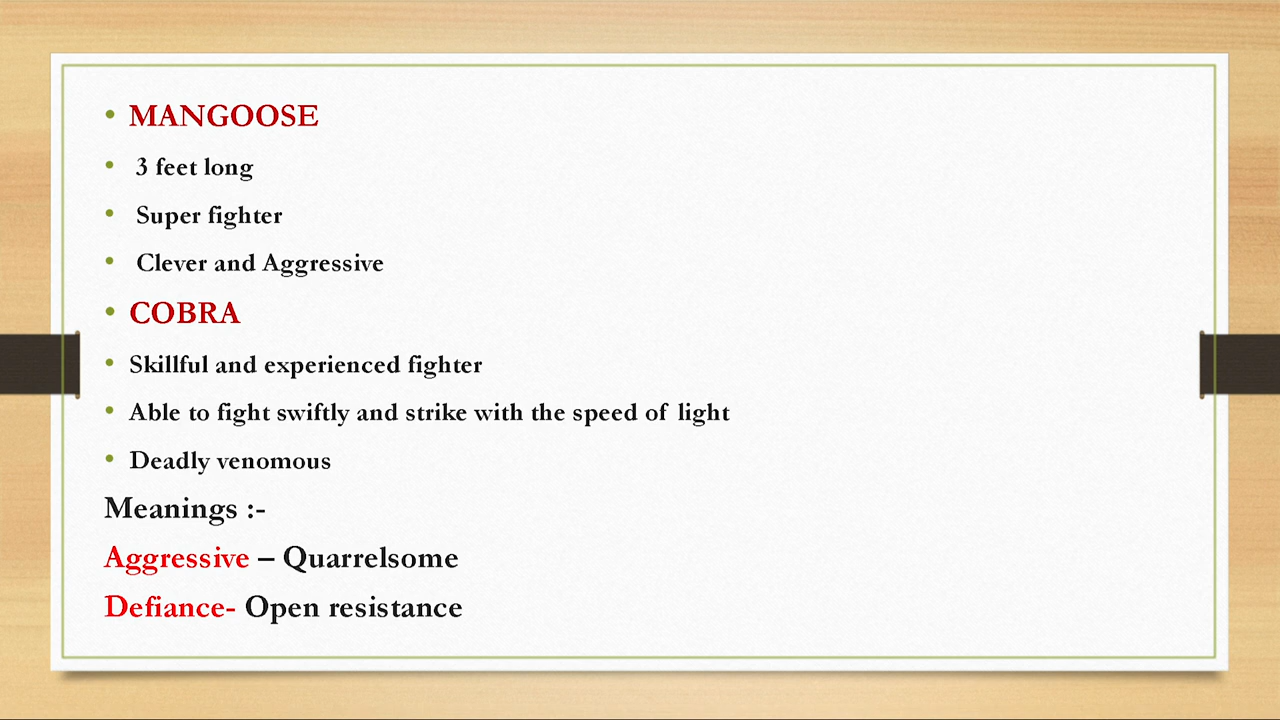 • MANGOOSE
• 3 feet long
• Super fighter
• Clever and Aggressive
• COBRA
• Skillful and experienced fighter
• Able to fight swiftly and strike with the speed of light
• Deadly venomous
Meanings :-
Aggressive – Quarrelsome
Defiance- Open resistance